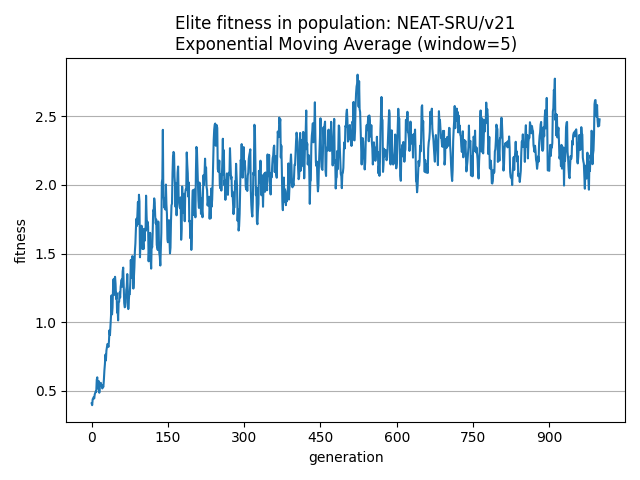 Elite fitness in population: NEAT-SRU/v21
Exponential Moving Average (window=5)
fitness
2.5
2.0
1.5
1.0
0.5
0 150 300 450 600 750 900
generation